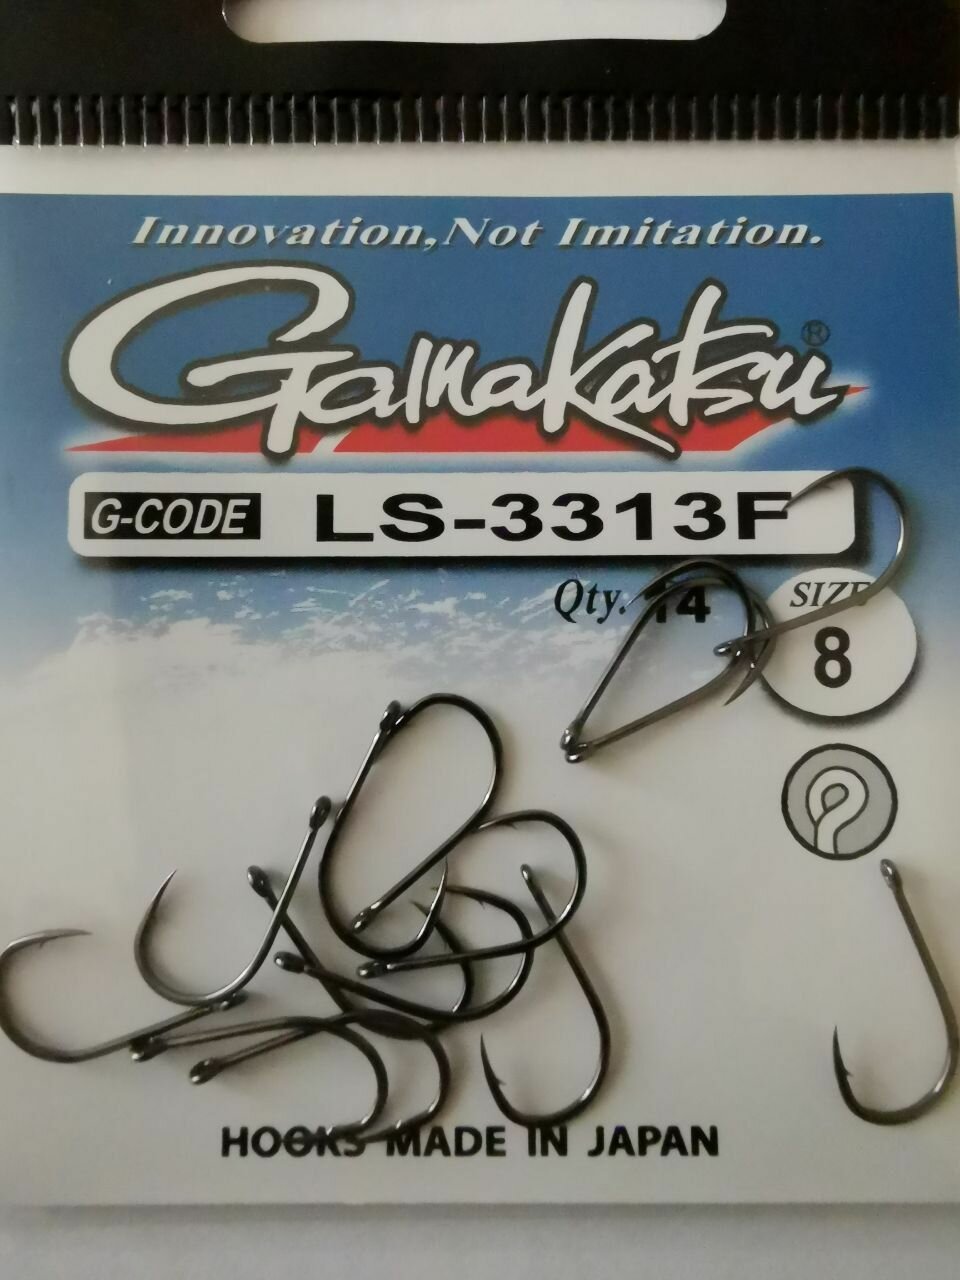 Innovation, Not Imitation.
Gamakatsu®
G-CODE LS-3313F
Qty. 14 SIZE
8
HOOKS MADE IN JAPAN